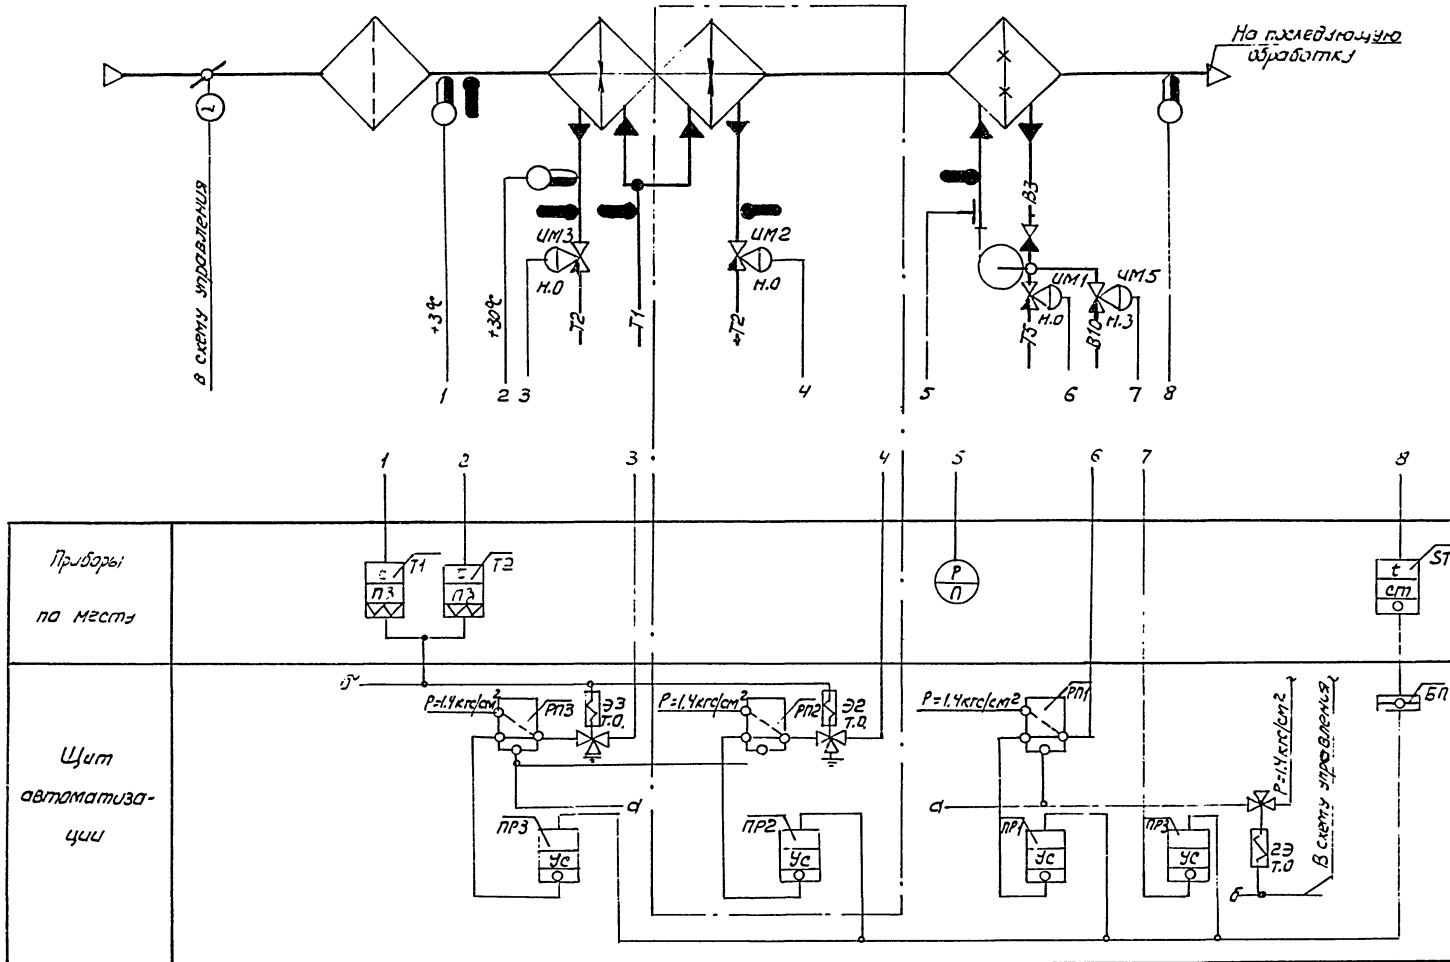 На последующую
обработку
в схему управления
+3°c
+30°c
ИМ3
Н.О
Т2
Т1
ИМ2
Н.О
Т2
В3
ИМ1
Н.О
Т3
ИМ5
Н.З
В10
1
2
3
4
5
6
7
8
1
2
3
4
5
6
7
8
Приборы
по месту
t
ПЗ
Т1
t
ПЗ
Т2
Р
П
t
ст
ST
Щит
автоматиза-
ции
б
Р=1.4кгс/см²
РП3
ЭЗ
Т.О.
Р=1.4кгс/см²
РП2
Э2
Т.О.
Р=1.4кгс/см²
РП1
БП
а
а
Р=1.4кгс/см²
В схему управления
ПР3
УС
ПР2
УС
ПР1
УС
ПР3
УС
2Э
Т.О
б